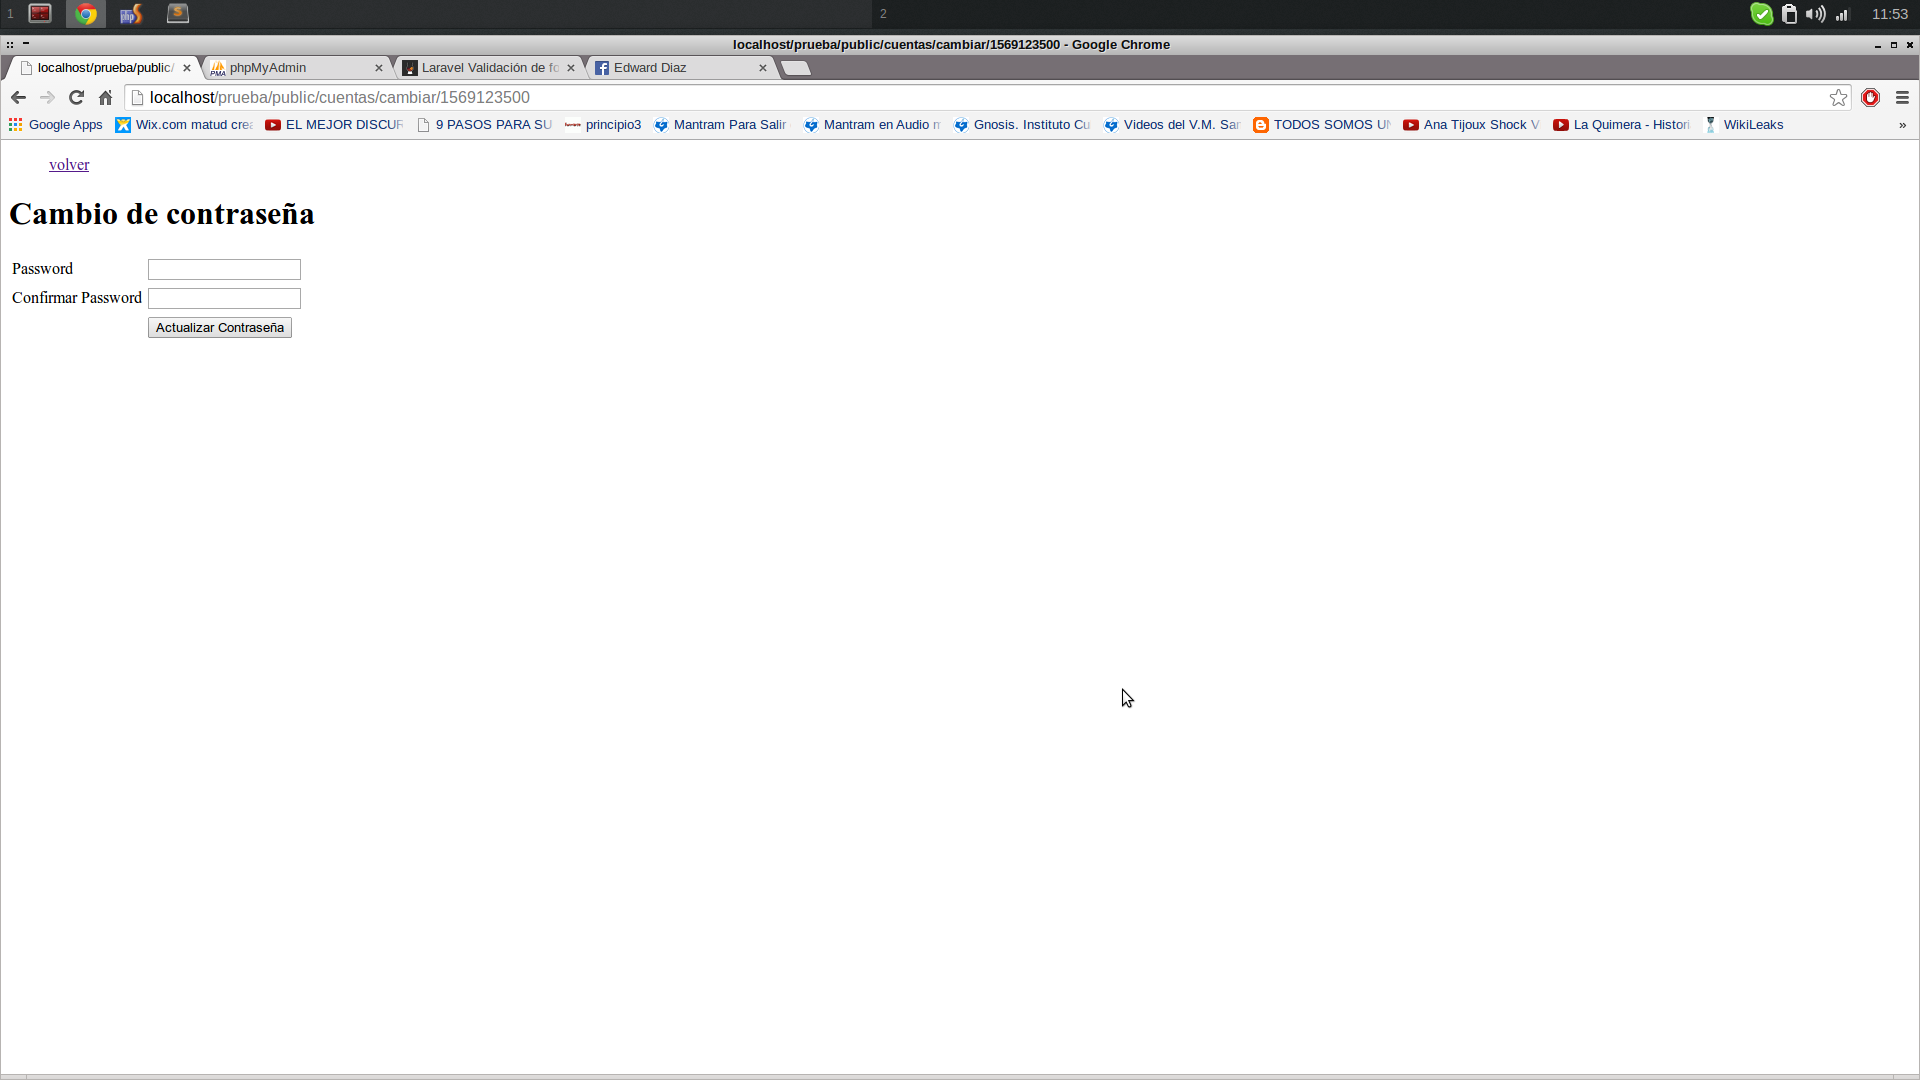 1
2
11:53
localhost/prueba/public/cuentas/cambiar/1569123500 - Google Chrome
localhost/prueba/public/ phpMyAdmin Laravel Validación de fo Edward Diaz
localhost/prueba/public/cuentas/cambiar/1569123500
Google Apps Wix.com matud crea EL MEJOR DISCUR 9 PASOS PARA SU principio3 Mantram Para Salir Mantram en Audio Gnosis. Instituto Cu Videos del V.M. Sa TODOS SOMOS U Ana Tijoux Shock V La Quimera - Histori WikiLeaks »
volver
Cambio de contraseña
Password
Confirmar Password
Actualizar Contraseña